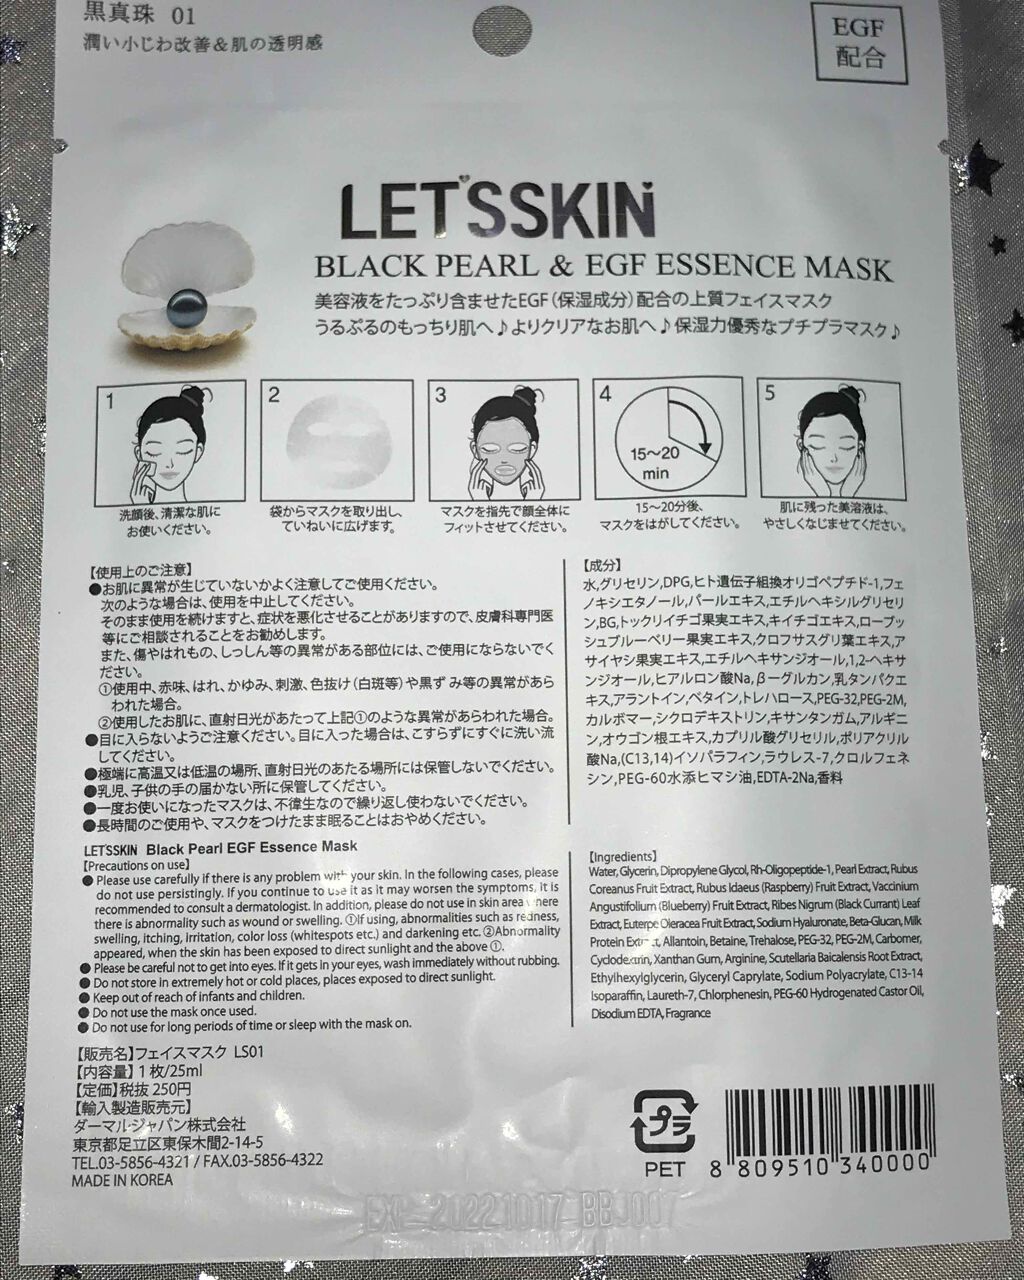 黒真珠 01
潤い小じわ改善&肌の透明感
EGF
配合
LET'SSKIN
BLACK PEARL & EGF ESSENCE MASK
美容液をたっぷり含ませたEGF(保湿成分)配合の上質フェイスマスク
うるぷるのもっちり肌へ♪よりクリアなお肌へ♪保湿力優秀なプチプラマスク♪
1
洗顔後、清潔な肌に
お使いください。
2
袋からマスクを取り出し、
ていねいに広げます。
3
マスクを指先で顔全体に
フィットさせてください。
4
15〜20
min
15〜20分後、
マスクをはがしてください。
5
肌に残った美溶液は、
やさしくなじませてください。
【使用上のご注意】
●お肌に異常が生じていないかよく注意してご使用ください。
次のような場合は、使用を中止してください。
そのまま使用を続けますと、症状を悪化させることがありますので、皮膚科専門医
等にご相談されることをお勧めします。
また、傷やはれもの、しっしん等の異常がある部位には、ご使用にならないでく
ださい。
①使用中、赤味、はれ、かゆみ、刺激、色抜け(白斑等)や黒ず み等の異常があら
われた場合。
②使用したお肌に、直射日光があたって上記①のような異常があらわれた場合。
●目に入らないようご注意ください。目に入った場合は、こすらずにすぐに洗い流
してください。
●極端に高温又は低温の場所、直射日光のあたる場所には保管しないでください。
●乳児、子供の手の届かない所に保管してください。
●一度お使いになったマスクは、不衛生なので繰り返し使わないでください。
●長時間のご使用や、マスクをつけたまま眠ることはおやめください。
【成分】
水,グリセリン,DPG,ヒト遺伝子組換オリゴペプチド-1,フェ
ノキシエタノール,パールエキス,エチルヘキシルグリセリ
ン,BG,トックリイチゴ果実エキス,キイチゴエキス,ローブッ
シュブルーベリー果実エキス,クロフサスグリ葉エキス,ア
サイヤシ果実エキス,エチルヘキサンジオール,1,2-ヘキサ
ンジオール,ヒアルロン酸Na,βーグルカン,乳タンパクエ
キス,アラントイン,ベタイン,トレハロース,PEG-32,PEG-2M,
カルボマー,シクロデキストリン,キサンタンガム,アルギニ
ン,オウゴン根エキス,カプリル酸グリセリル,ポリアクリル
酸Na,(C13,14)イソパラフィン,ラウレス-7,クロルフェネ
シン,PEG-60水添ヒマシ油,EDTA-2Na,香料
LET'SSKIN Black Pearl EGF Essence Mask
[Precautions on use]
● Please use carefully if there is any problem with your skin. In the following cases, please
do not use persistingly. If you continue to use it as it may worsen the symptoms, it is
recommended to consult a dermatologist. In addition, please do not use in skin area where
there is abnormality such as wound or swelling. ①If using, abnormalities such as redness,
swelling, itching, irritation, color loss (whitespots etc.) and darkening etc. ②Abnormality
appeared, when the skin has been exposed to direct sunlight and the above ①.
● Please be careful not to get into eyes. If it gets in your eyes, wash immediately without rubbing.
● Do not store in extremely hot or cold places, places exposed to direct sunlight.
● Keep out of reach of infants and children.
● Do not use the mask once used.
● Do not use for long periods of time or sleep with the mask on.
[Ingredients]
Water, Glycerin, Dipropylene Glycol, Rh-Oligopeptide-1, Pearl Extract, Rubus
Coreanus Fruit Extract, Rubus Idaeus (Raspberry) Fruit Extract, Vaccinium
Angustifolium (Blueberry) Fruit Extract, Ribes Nigrum (Black Currant) Leaf
Extract, Euterpe Oleracea Fruit Extract, Sodium Hyaluronate, Beta-Glucan, Milk
Protein Extract, Allantoin, Betaine, Trehalose, PEG-32, PEG-2M, Carbomer,
Cyclodextrin, Xanthan Gum, Arginine, Scutellaria Baicalensis Root Extract,
Ethylhexylglycerin, Glyceryl Caprylate, Sodium Polyacrylate, C13-14
Isoparaffin, Laureth-7, Chlorphenesin, PEG-60 Hydrogenated Castor Oil,
Disodium EDTA, Fragrance
【販売名】フェイスマスク LS01
【内容量】1枚/25ml
【定価】税抜 250円
【輸入製造販売元】
ダーマル・ジャパン株式会社
東京都足立区東保木間2-14-5
TEL.03-5856-4321 / FAX.03-5856-4322
MADE IN KOREA
プラ
PET
8 809510 340000
EXP 20221017 BBJ007